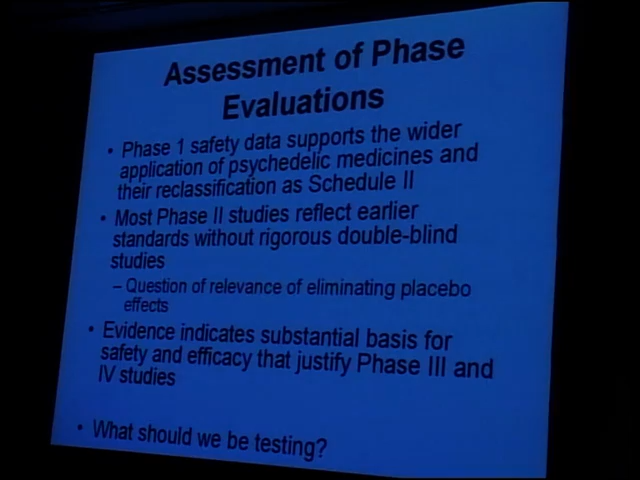 Assessment of Phase
Evaluations
• Phase 1 safety data supports the wider
application of psychedelic medicines and
their reclassification as Schedule II
• Most Phase II studies reflect earlier
standards without rigorous double-blind
studies
– Question of relevance of eliminating placebo
effects
• Evidence indicates substantial basis for
safety and efficacy that justify Phase III and
IV studies
• What should we be testing?